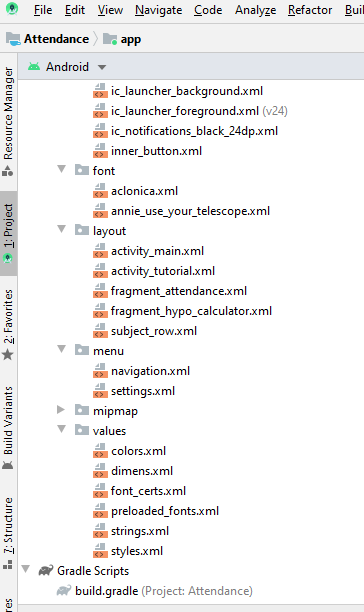 File Edit View Navigate Code Analyze Refactor
Attendance app
Android
Resource Manager
1: Project
2: Favorites
Build Variants
7: Structure
ic_launcher_background.xml
ic_launcher_foreground.xml (v24)
ic_notifications_black_24dp.xml
inner_button.xml
font
aclonica.xml
annie_use_your_telescope.xml
layout
activity_main.xml
activity_tutorial.xml
fragment_attendance.xml
fragment_hypo_calculator.xml
subject_row.xml
menu
navigation.xml
settings.xml
mipmap
values
colors.xml
dimens.xml
font_certs.xml
preloaded_fonts.xml
strings.xml
styles.xml
Gradle Scripts
build.gradle (Project: Attendance)